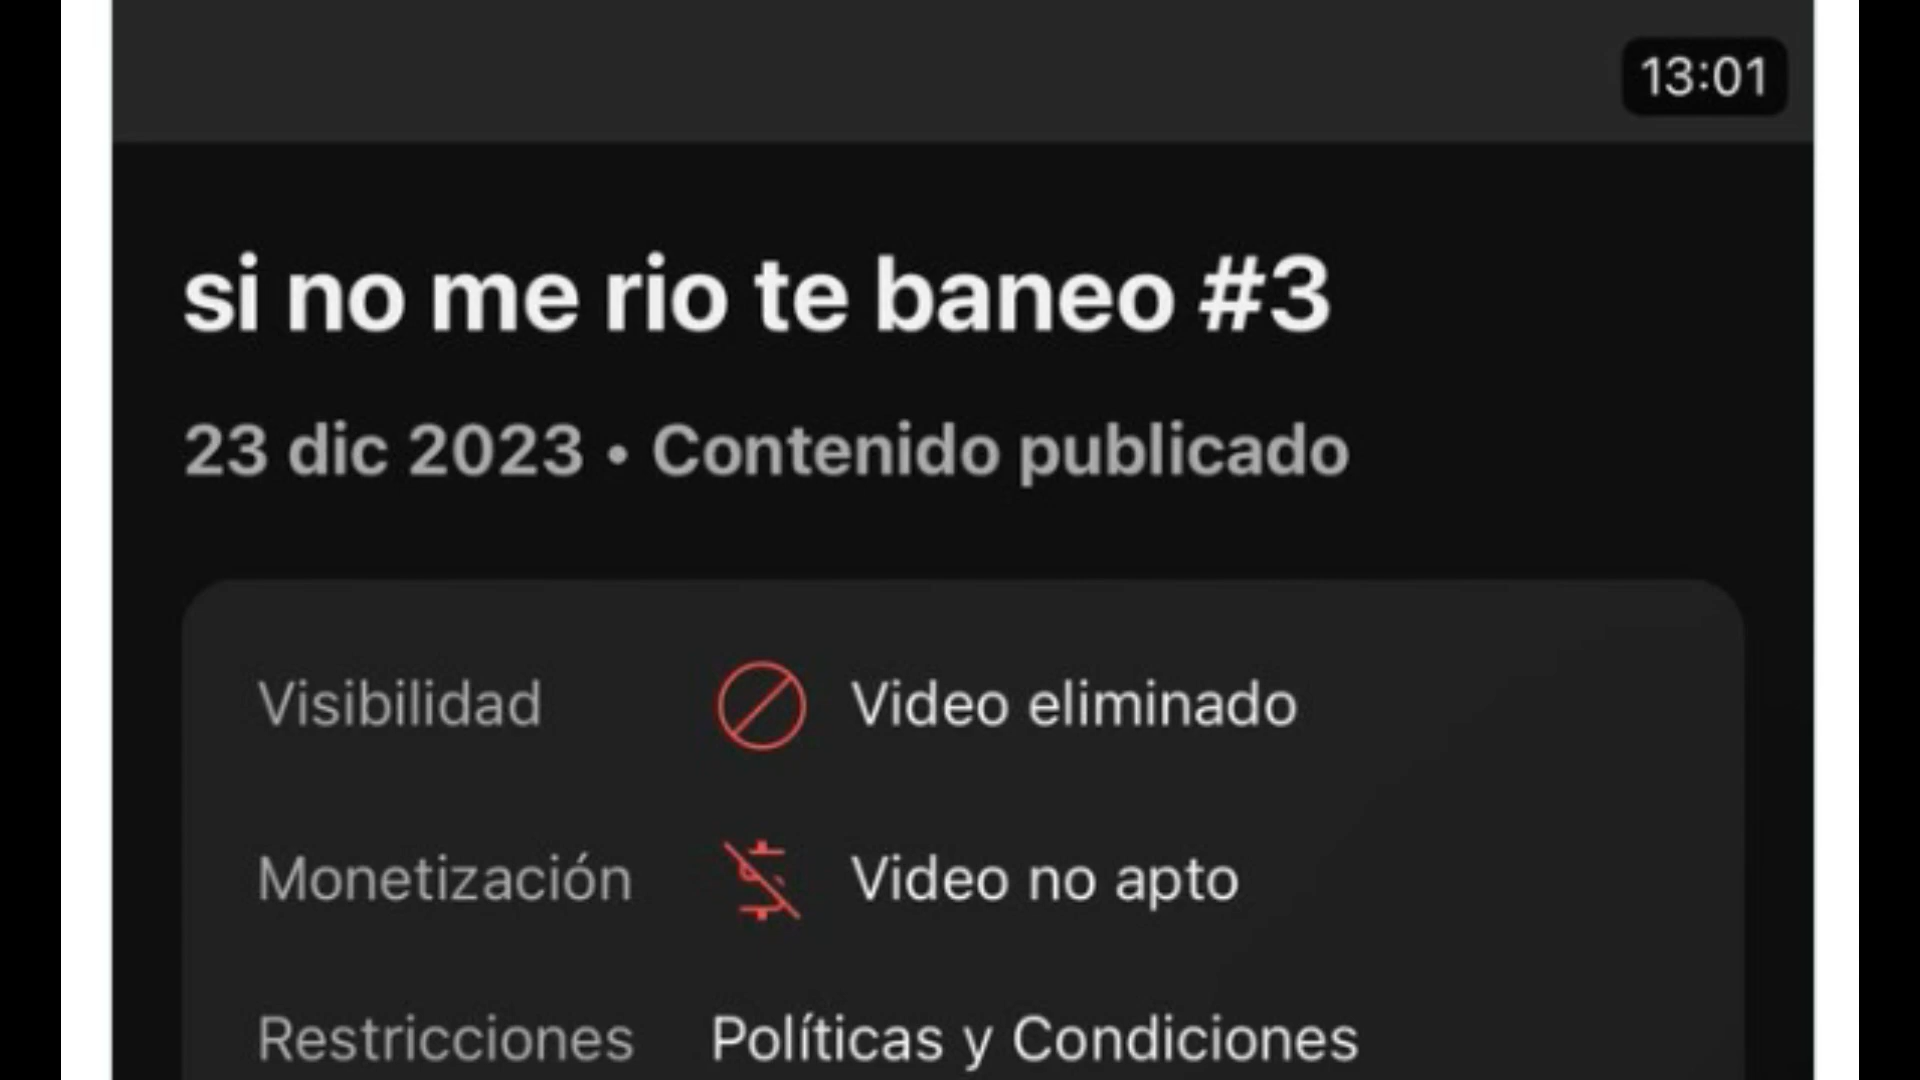 13:01
si no me rio te baneo #3
23 dic 2023 • Contenido publicado
Visibilidad Video eliminado
Monetización Video no apto
Restricciones Políticas y Condiciones